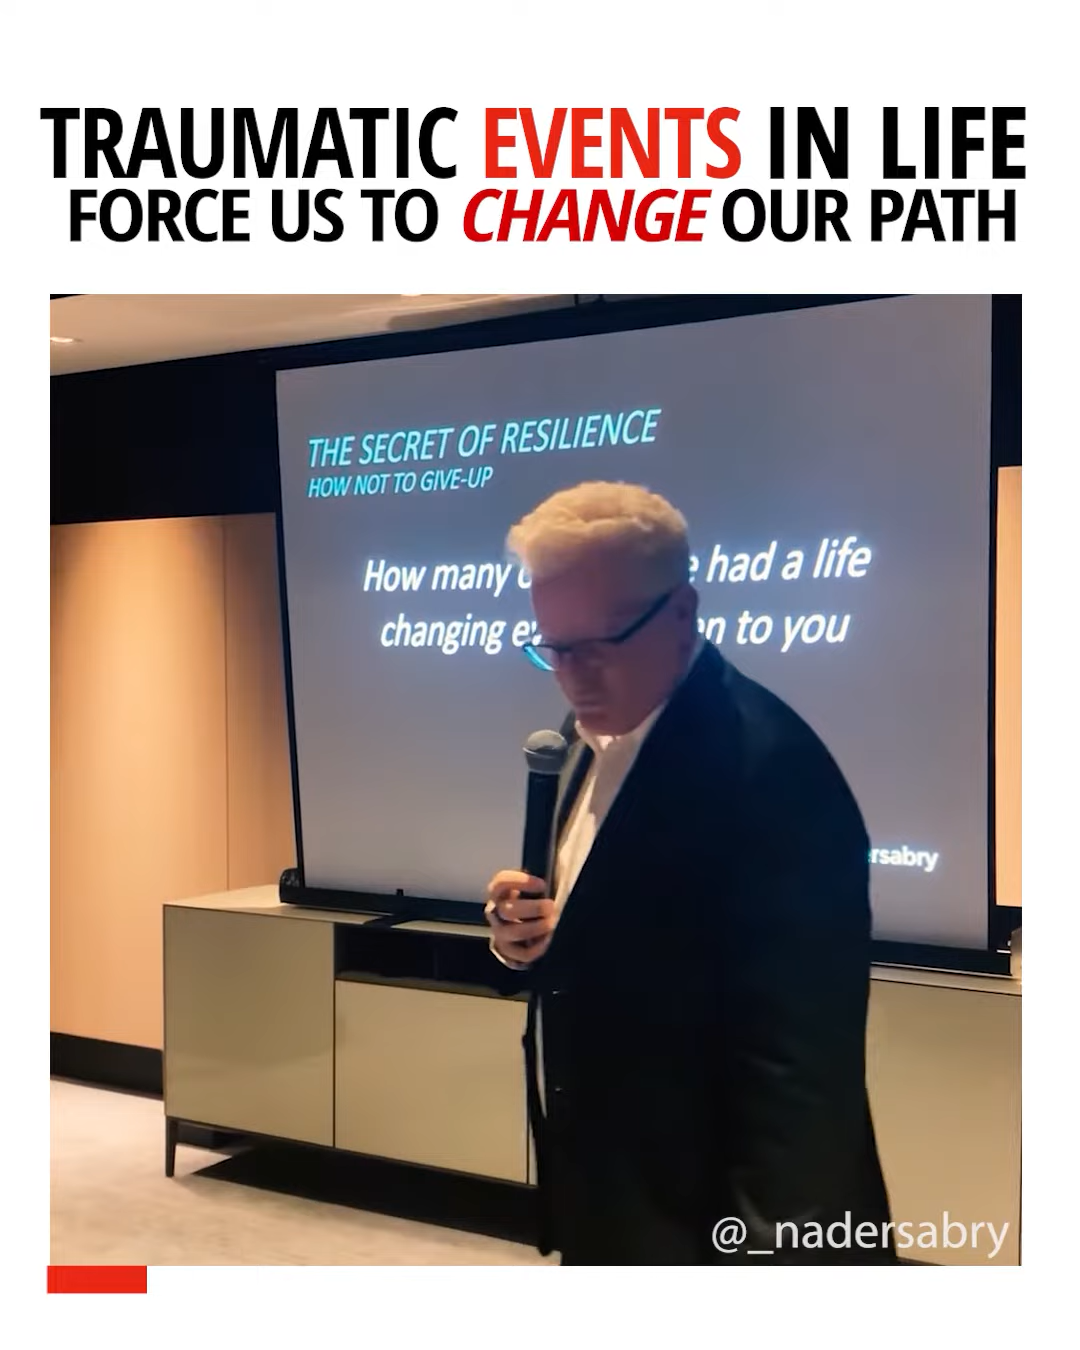 TRAUMATIC EVENTS IN LIFE
FORCE US TO CHANGE OUR PATH
THE SECRET OF RESILIENCE
HOW NOT TO GIVE-UP
How many had a life
changing to you
rsabry
@_nadersabry